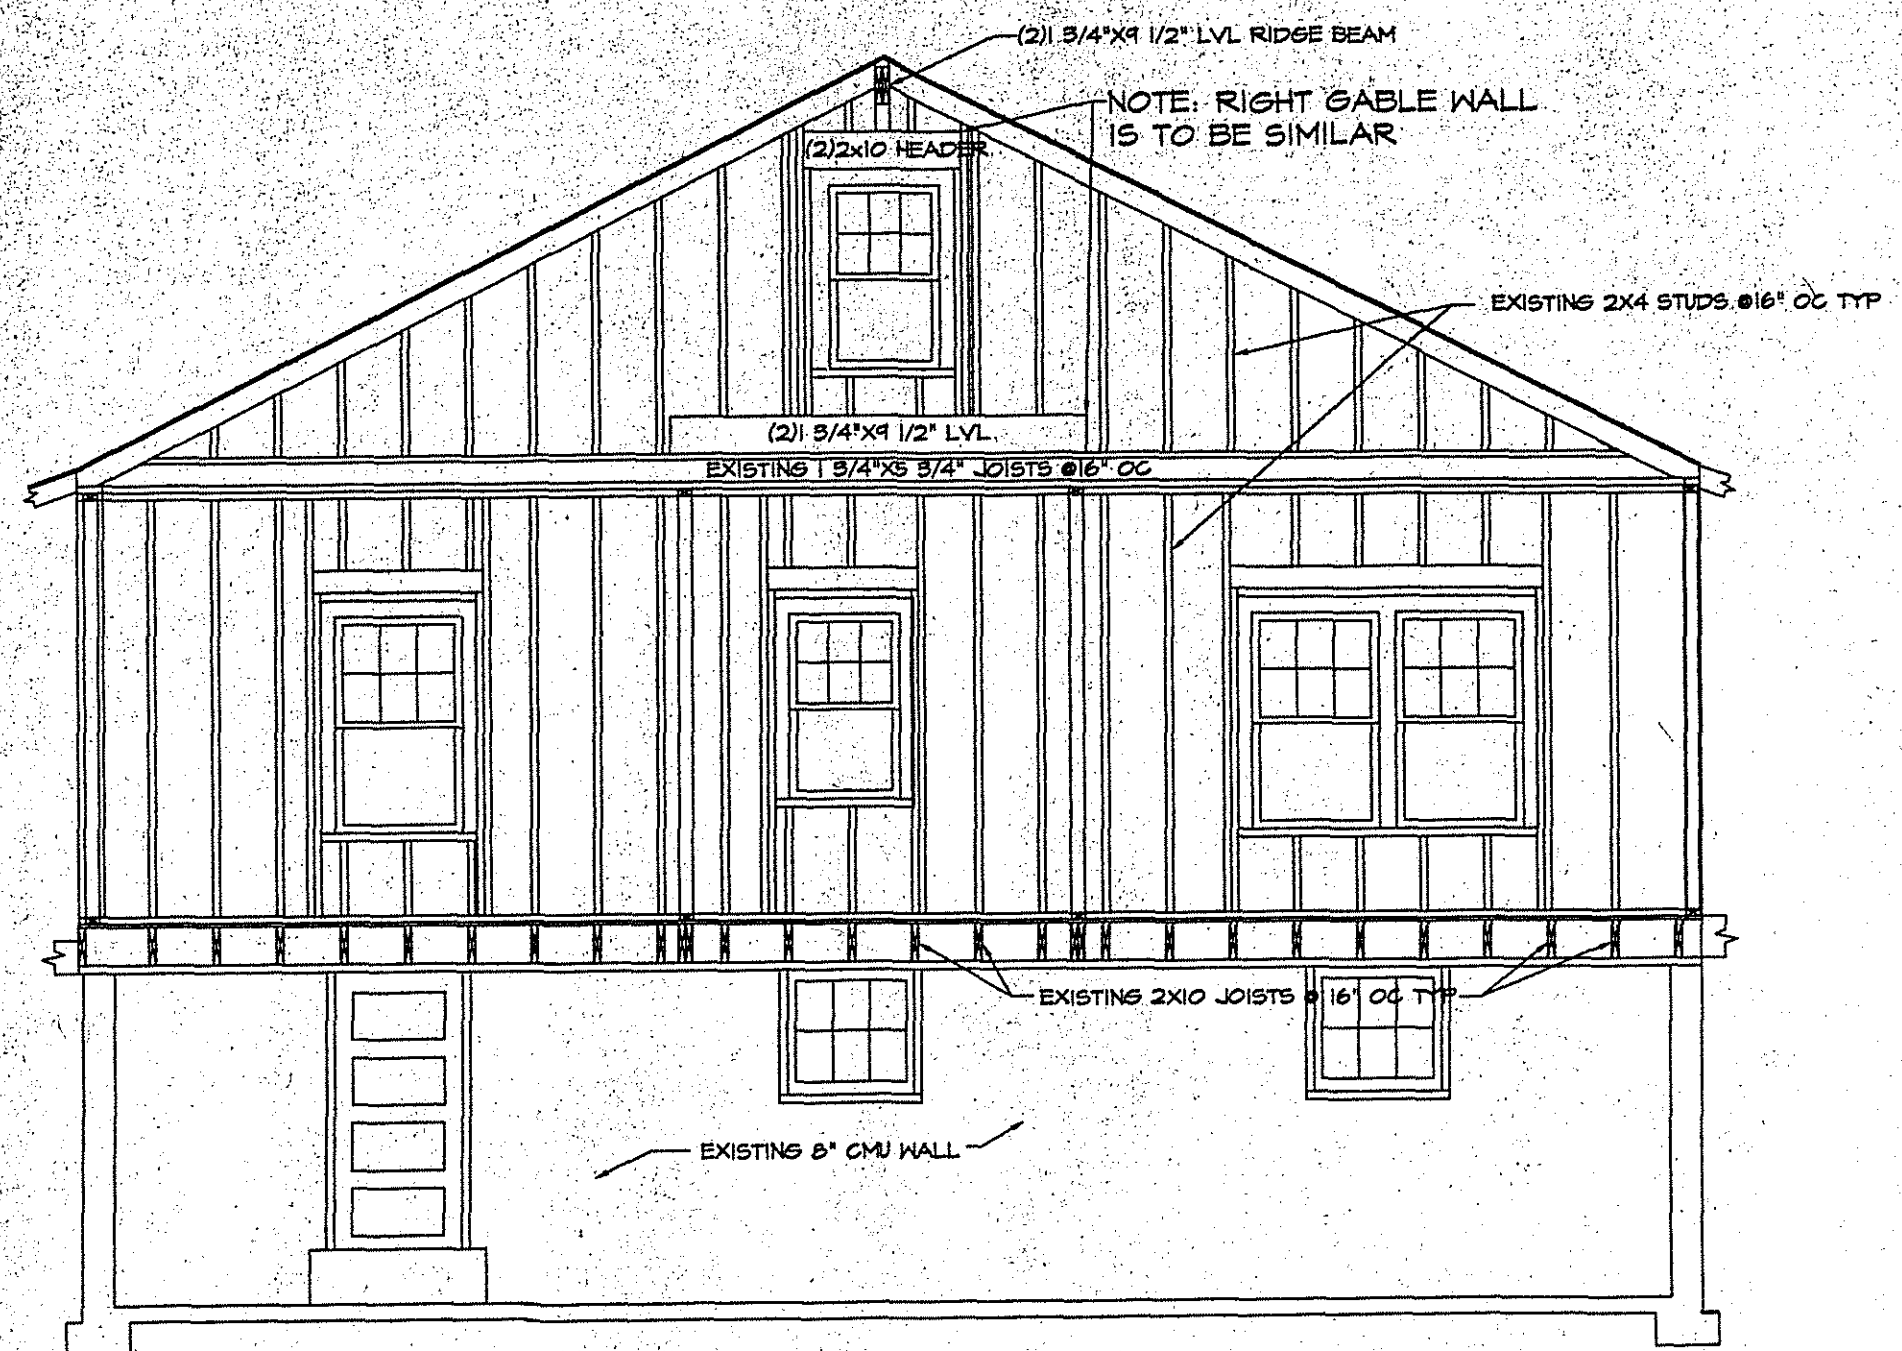 (2)1 3/4"X9 1/2" LVL RIDGE BEAM
NOTE: RIGHT GABLE WALL
IS TO BE SIMILAR
(2)2x10 HEADER
EXISTING 2X4 STUDS @16" OC TYP
(2)1 3/4"X9 1/2" LVL
EXISTING 1 3/4"X5 3/4" JOISTS @16" OC
EXISTING 2X10 JOISTS @ 16" OC TYP
EXISTING 8" CMU WALL